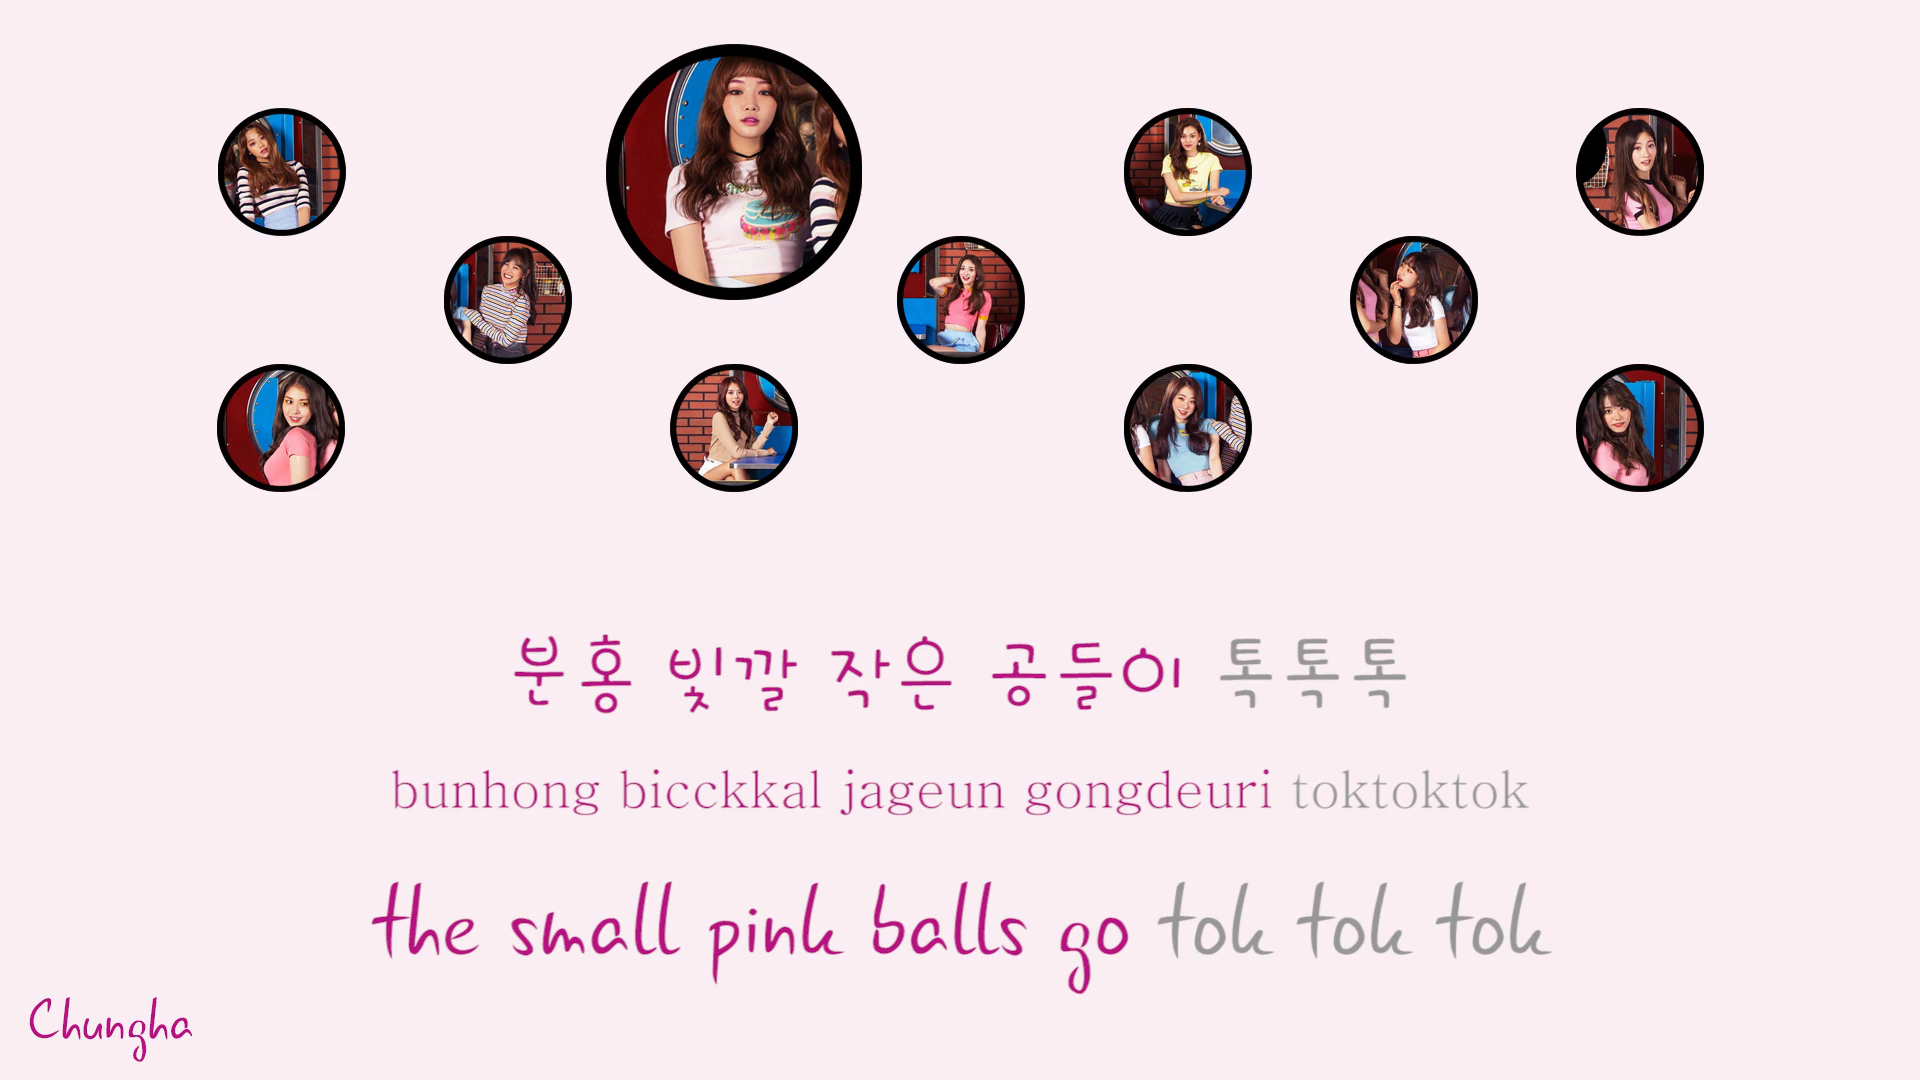 분홍 빛깔 작은 공들이 톡톡톡
bunhong bicckkal jageun gongdeuri toktoktok
the small pink balls go tok tok tok
Chungha